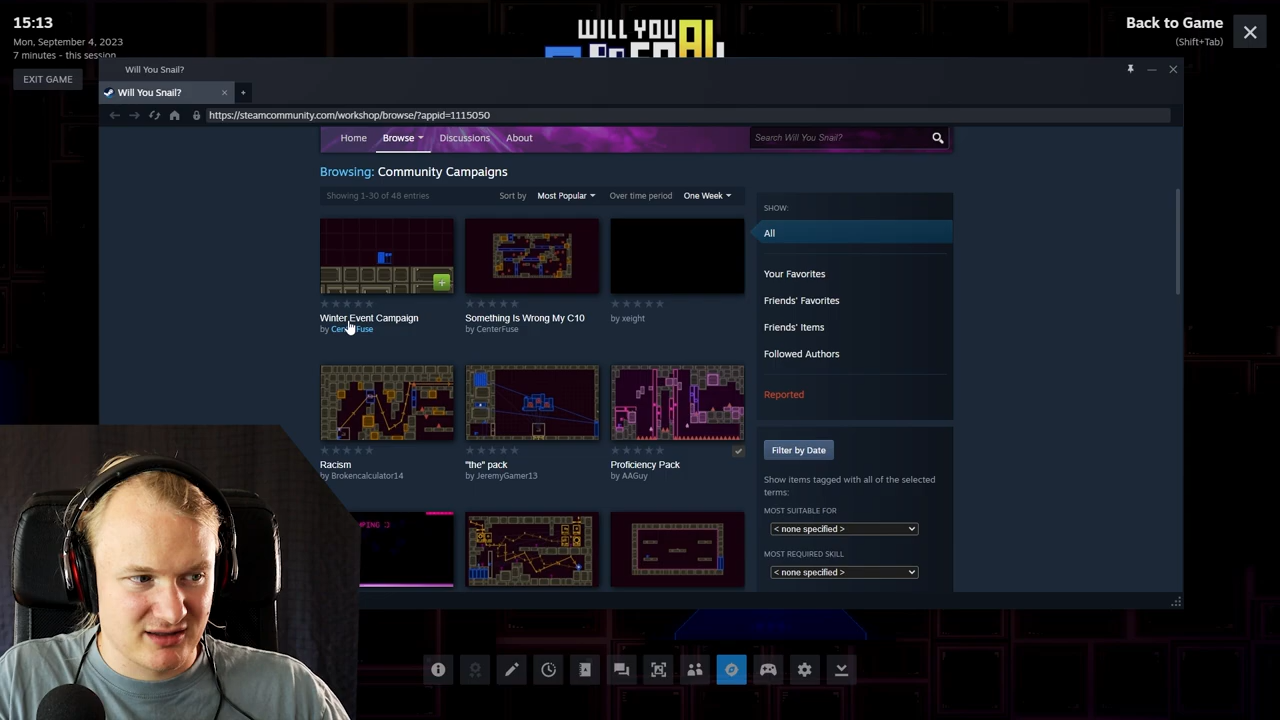 15:13
Mon, September 4, 2023
7 minutes - this session
EXIT GAME
WILL YOU
AI
Back to Game
(Shift+Tab)
Will You Snail?
Will You Snail?
https://steamcommunity.com/workshop/browse/?appid=1115050
Home Browse Discussions About
Search Will You Snail?
Browsing: Community Campaigns
Showing 1-30 of 48 entries Sort by Most Popular Over time period One Week
Winter Event Campaign
by CenterFuse
Something Is Wrong My C10
by CenterFuse
by xeight
Racism
by Brokencalculator14
"the" pack
by JeremyGamer13
Proficiency Pack
by AAGuy
SHOW:
All
Your Favorites
Friends' Favorites
Friends' Items
Followed Authors
Reported
Filter by Date
Show items tagged with all of the selected
terms:
MOST SUITABLE FOR
< none specified >
MOST REQUIRED SKILL
< none specified >